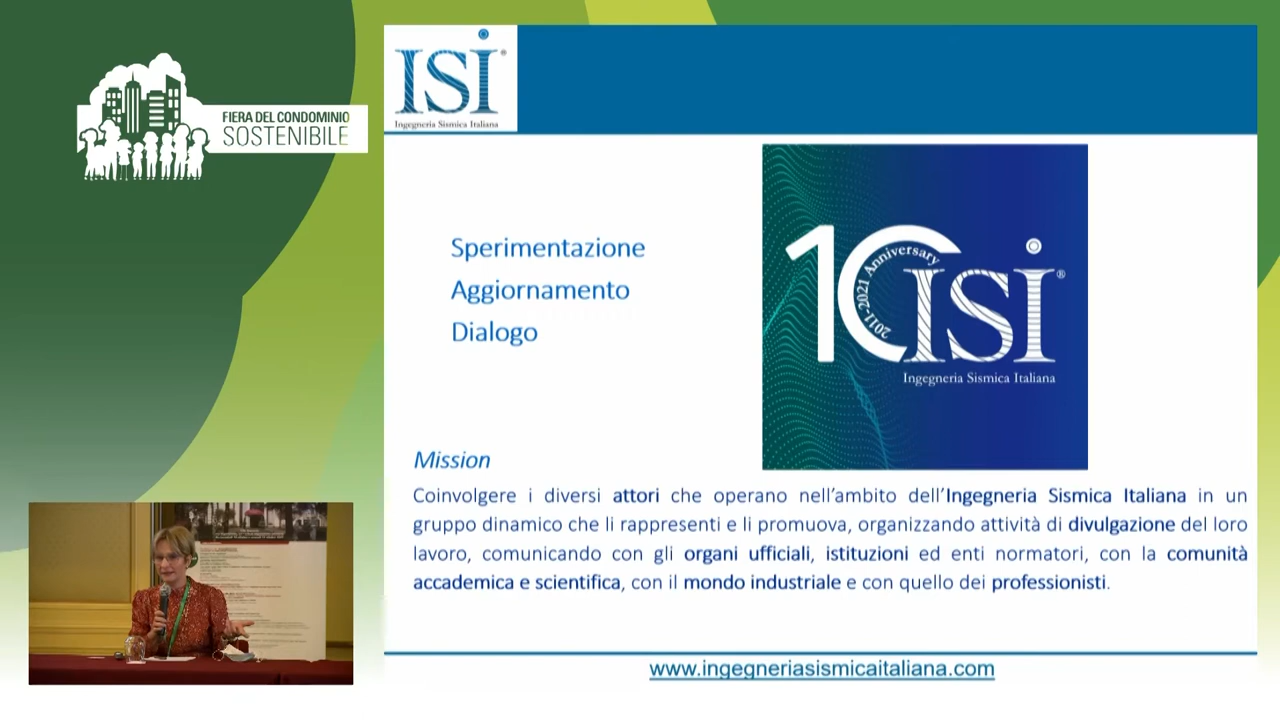 FIERA DEL CONDOMINIO
SOSTENIBILE
ISI®
Ingegneria Sismica Italiana
Sperimentazione
Aggiornamento
Dialogo
10 ISI®
2011-2021 Anniversary
Ingegneria Sismica Italiana
Mission
Coinvolgere i diversi attori che operano nell'ambito dell'Ingegneria Sismica Italiana in un
gruppo dinamico che li rappresenti e li promuova, organizzando attività di divulgazione del loro
lavoro, comunicando con gli organi ufficiali, istituzioni ed enti normatori, con la comunità
accademica e scientifica, con il mondo industriale e con quello dei professionisti.
www.ingegneriasismicaitaliana.com